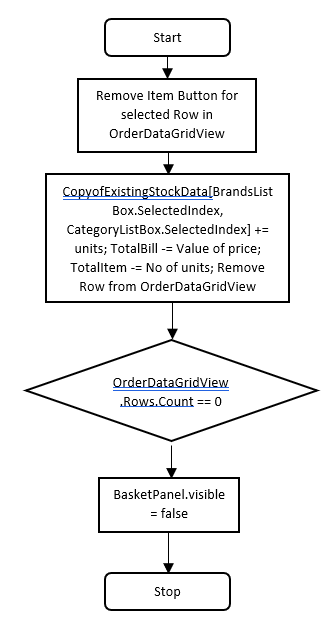 Start
Remove Item Button for
selected Row in
OrderDataGridView
CopyofExistingStockData[BrandsList
Box.SelectedIndex,
CategoryListBox.SelectedIndex] +=
units; TotalBill -= Value of price;
TotalItem -= No of units; Remove
Row from OrderDataGridView
OrderDataGridView
.Rows.Count == 0
BasketPanel.visible
= false
Stop